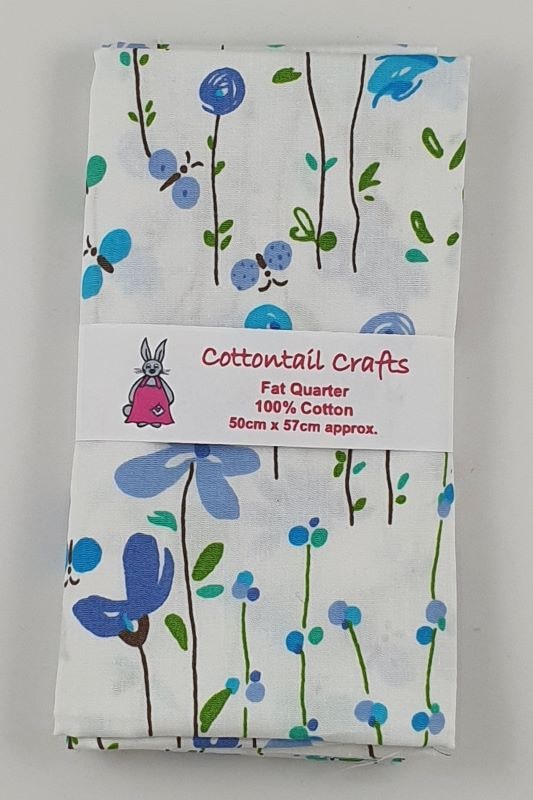 Cottontail Crafts
Fat Quarter
100% Cotton
50cm x 57cm approx.